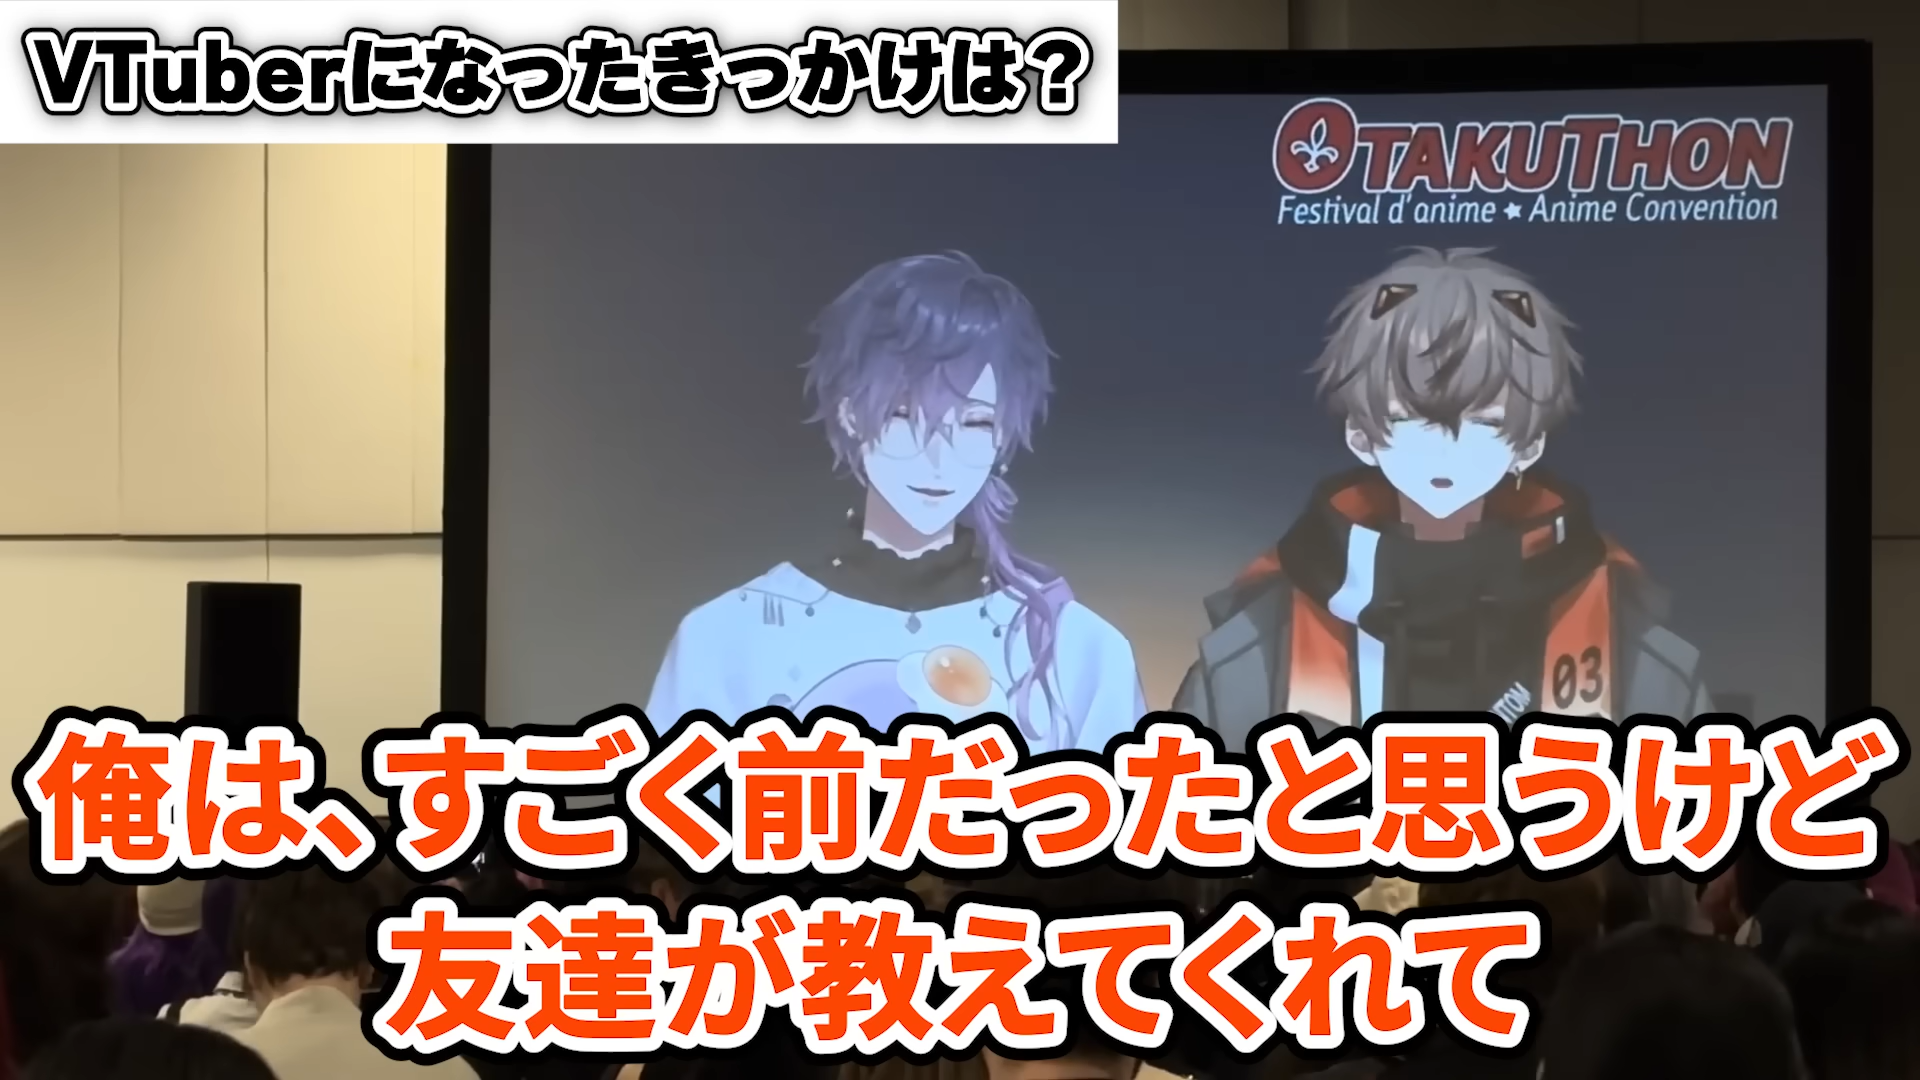 VTuberになったきっかけは?
OTAKUTHON
Festival d'anime ★ Anime Convention
03
俺は、すごく前だったと思うけど
友達が教えてくれて